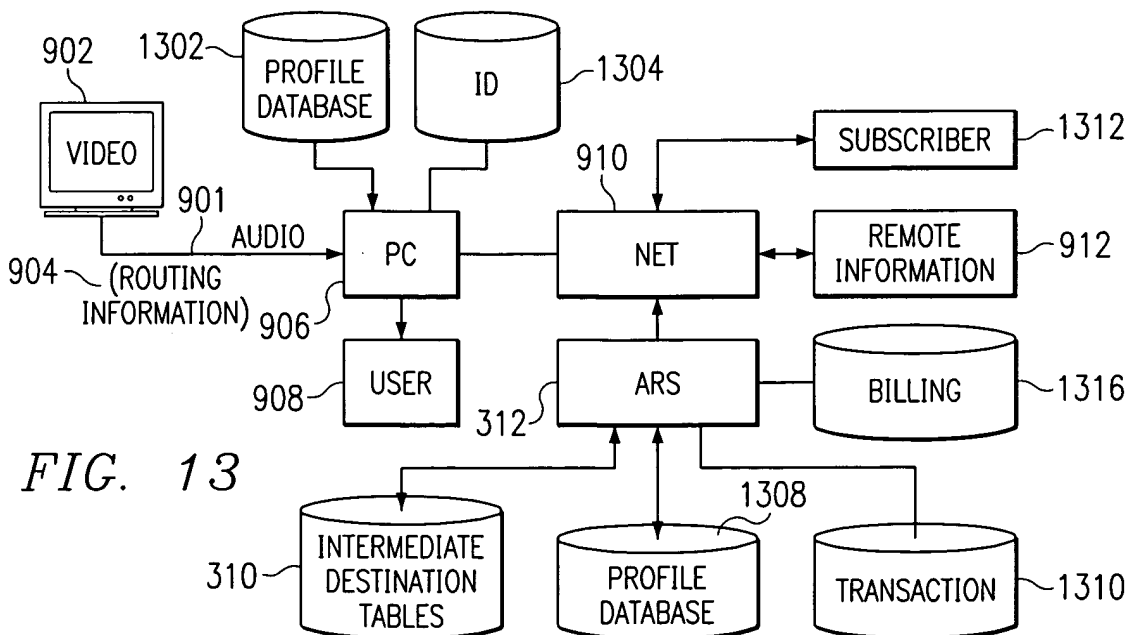 902
1302
PROFILE
DATABASE
ID
1304
VIDEO
SUBSCRIBER
1312
910
901
AUDIO
904
(ROUTING
INFORMATION)
PC
906
NET
REMOTE
INFORMATION
912
USER
908
ARS
312
BILLING
1316
FIG. 13
1308
310
INTERMEDIATE
DESTINATION
TABLES
PROFILE
DATABASE
TRANSACTION
1310